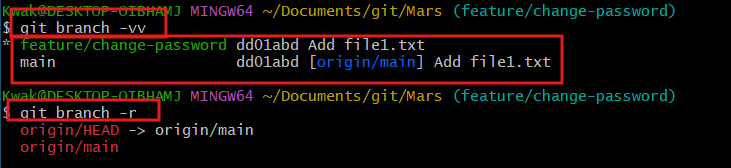 Kwak@DESKTOP-OIBHAMJ MINGW64 ~/Documents/git/Mars (feature/change-password)
$ git branch -vv
* feature/change-password dd01abd Add file1.txt
  main                    dd01abd [origin/main] Add file1.txt
Kwak@DESKTOP-OIBHAMJ MINGW64 ~/Documents/git/Mars (feature/change-password)
$ git branch -r
  origin/HEAD -> origin/main
  origin/main